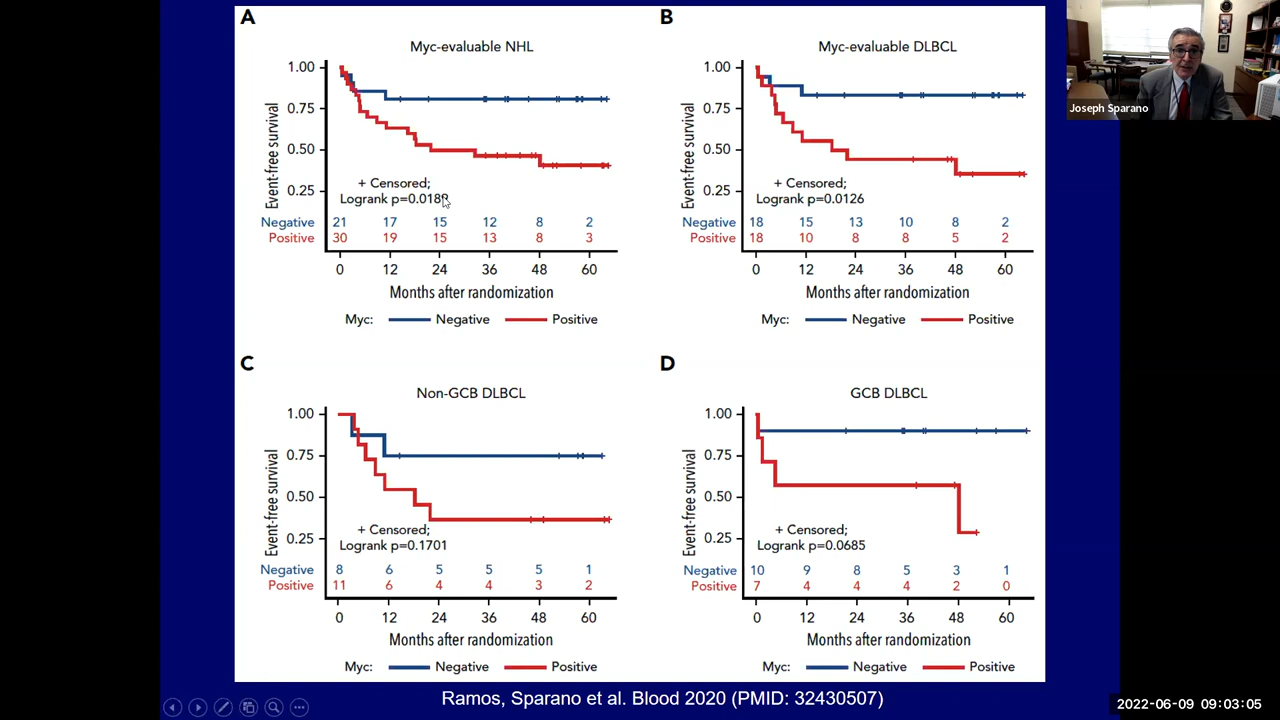 A
Myc-evaluable NHL
1.00
0.75
0.50
0.25
Event-free survival
+ Censored;
Logrank p=0.018
Negative 21 17 15 12 8 2
Positive 30 19 15 13 8 3
0 12 24 36 48 60
Months after randomization
Myc: Negative Positive
B
Myc-evaluable DLBCL
1.00
0.75
0.50
0.25
Event-free survival
+ Censored;
Logrank p=0.0126
Negative 18 15 13 10 8 2
Positive 18 10 8 8 5 2
0 12 24 36 48 60
Months after randomization
Myc: Negative Positive
C
Non-GCB DLBCL
1.00
0.75
0.50
0.25
Event-free survival
+ Censored;
Logrank p=0.1701
Negative 8 6 5 5 5 1
Positive 11 6 4 4 3 2
0 12 24 36 48 60
Months after randomization
Myc: Negative Positive
D
GCB DLBCL
1.00
0.75
0.50
0.25
Event-free survival
+ Censored;
Logrank p=0.0685
Negative 10 9 8 5 3 1
Positive 7 4 4 4 2 0
0 12 24 36 48 60
Months after randomization
Myc: Negative Positive
Ramos, Sparano et al. Blood 2020 (PMID: 32430507)
Joseph Sparano
2022-06-09 09:03:05